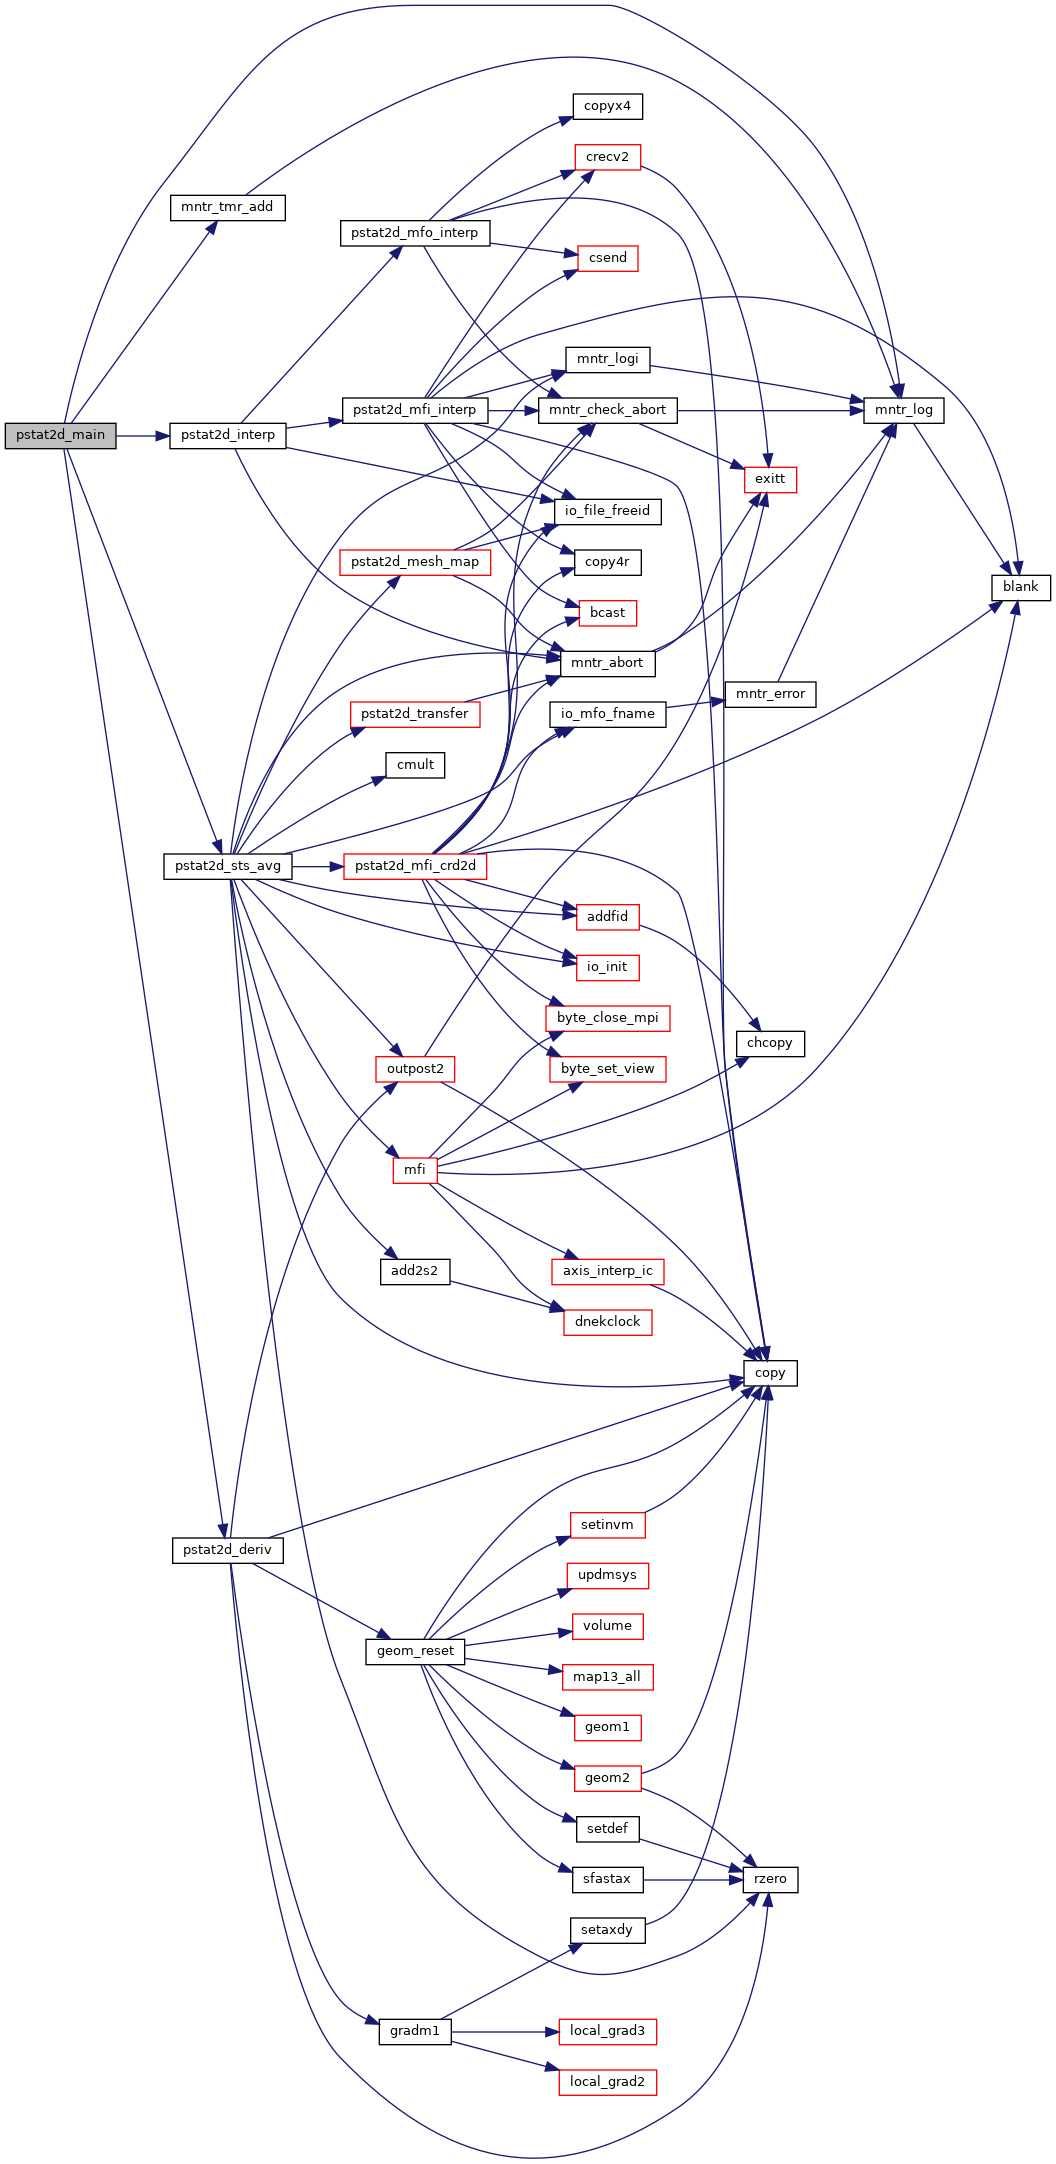 copyx4
crecv2
mntr_tmr_add
pstat2d_mfo_interp
csend
mntr_logi
pstat2d_mfi_interp
mntr_check_abort
mntr_log
pstat2d_main
pstat2d_interp
exitt
io_file_freeid
pstat2d_mesh_map
copy4r
blank
bcast
mntr_abort
mntr_error
pstat2d_transfer
io_mfo_fname
cmult
pstat2d_sts_avg
pstat2d_mfi_crd2d
addfid
io_init
byte_close_mpi
chcopy
outpost2
byte_set_view
mfi
add2s2
axis_interp_ic
dnekclock
copy
setinvm
pstat2d_deriv
updmsys
volume
geom_reset
map13_all
geom1
geom2
setdef
sfastax
rzero
setaxdy
gradm1
local_grad3
local_grad2